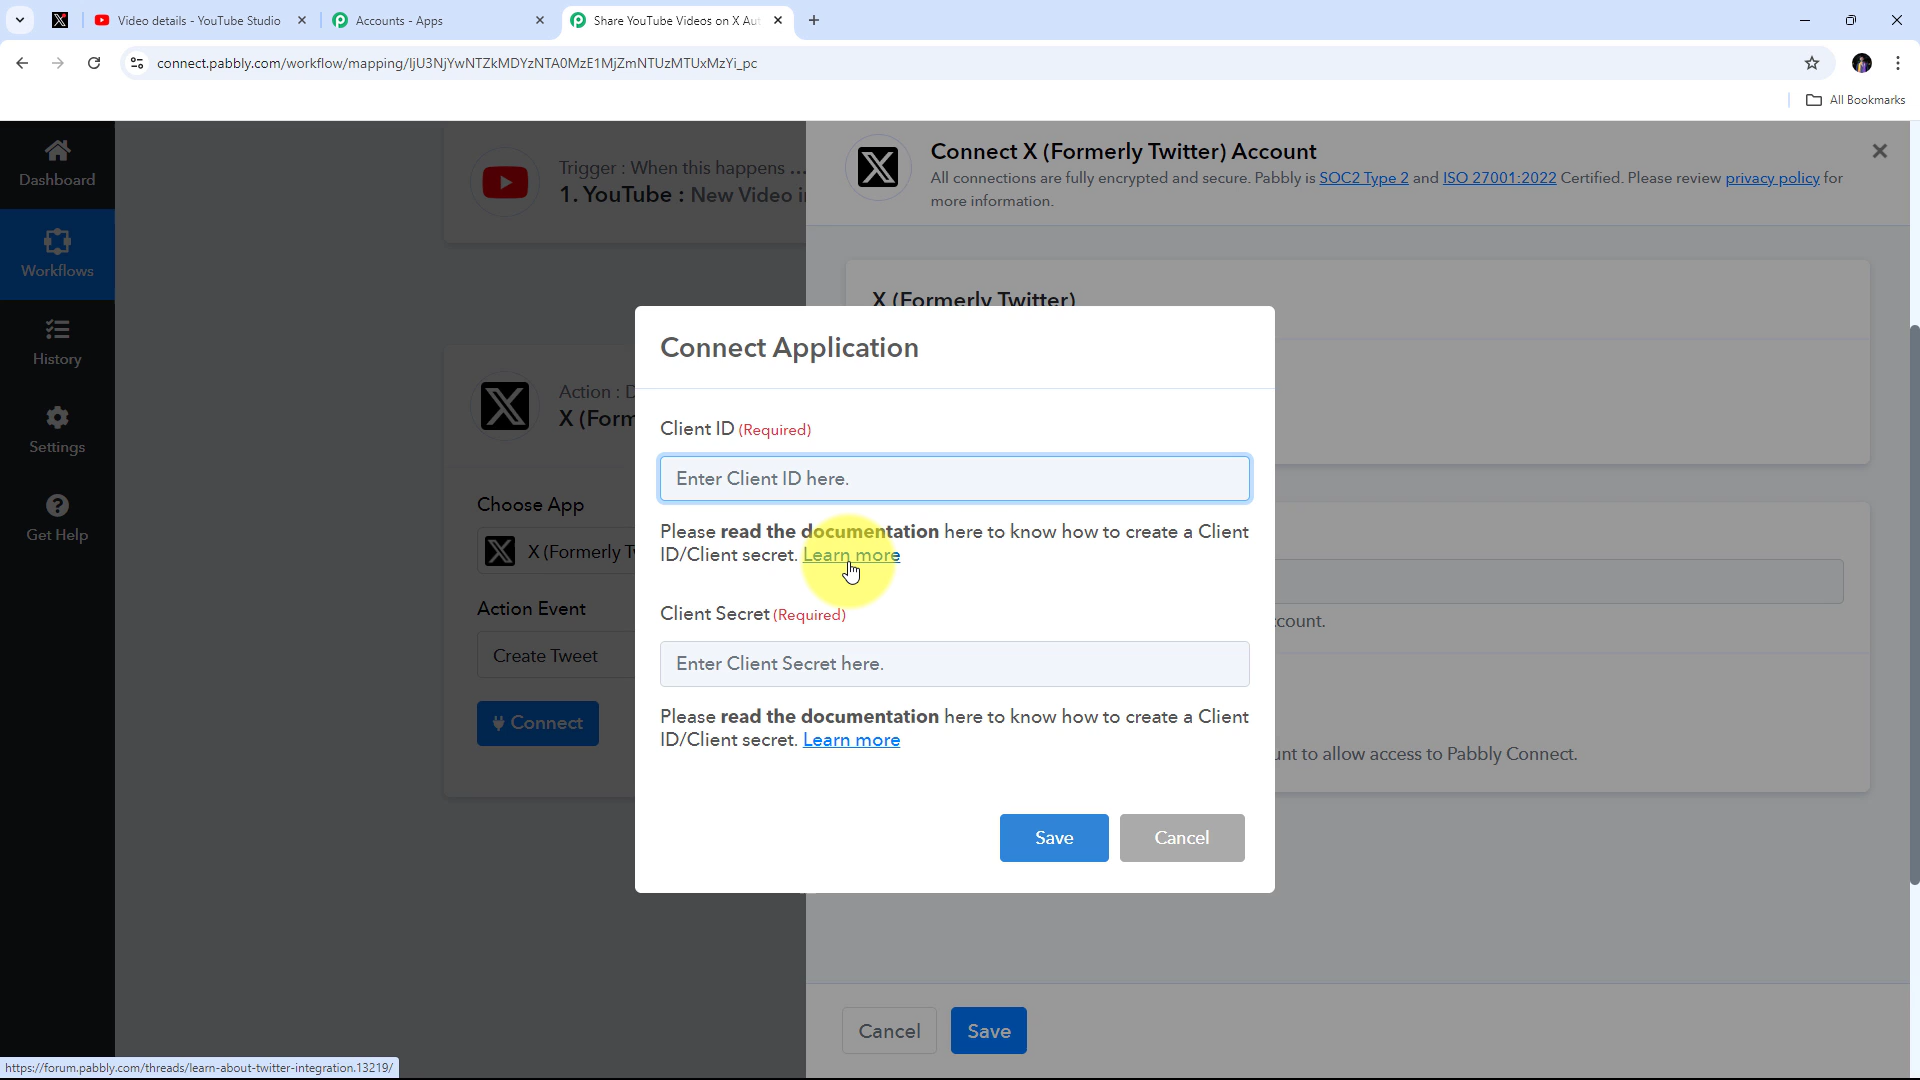 Video details - YouTube Studio
Accounts - Apps
Share YouTube Videos on X Au
connect.pabbly.com/workflow/mapping/IjU3NjYwNTZkMDYzNTA0MzE1MjZmNTUzMTUxMzYi_pc
All Bookmarks
Dashboard
Workflows
History
Settings
Get Help
Trigger : When this happens ...
1. YouTube : New Video i
Action : D
X (Form
Choose App
X (Formerly T
Action Event
Create Tweet
Connect
Connect X (Formerly Twitter) Account
All connections are fully encrypted and secure. Pabbly is SOC2 Type 2 and ISO 27001:2022 Certified. Please review privacy policy for
more information.
X (Formerly Twitter)
Connect Application
Client ID (Required)
Enter Client ID here.
Please read the documentation here to know how to create a Client
ID/Client secret. Learn more
Client Secret (Required)
Enter Client Secret here.
Please read the documentation here to know how to create a Client
ID/Client secret. Learn more
Save
Cancel
count.
unt to allow access to Pabbly Connect.
Cancel
Save
https://forum.pabbly.com/threads/learn-about-twitter-integration.13219/